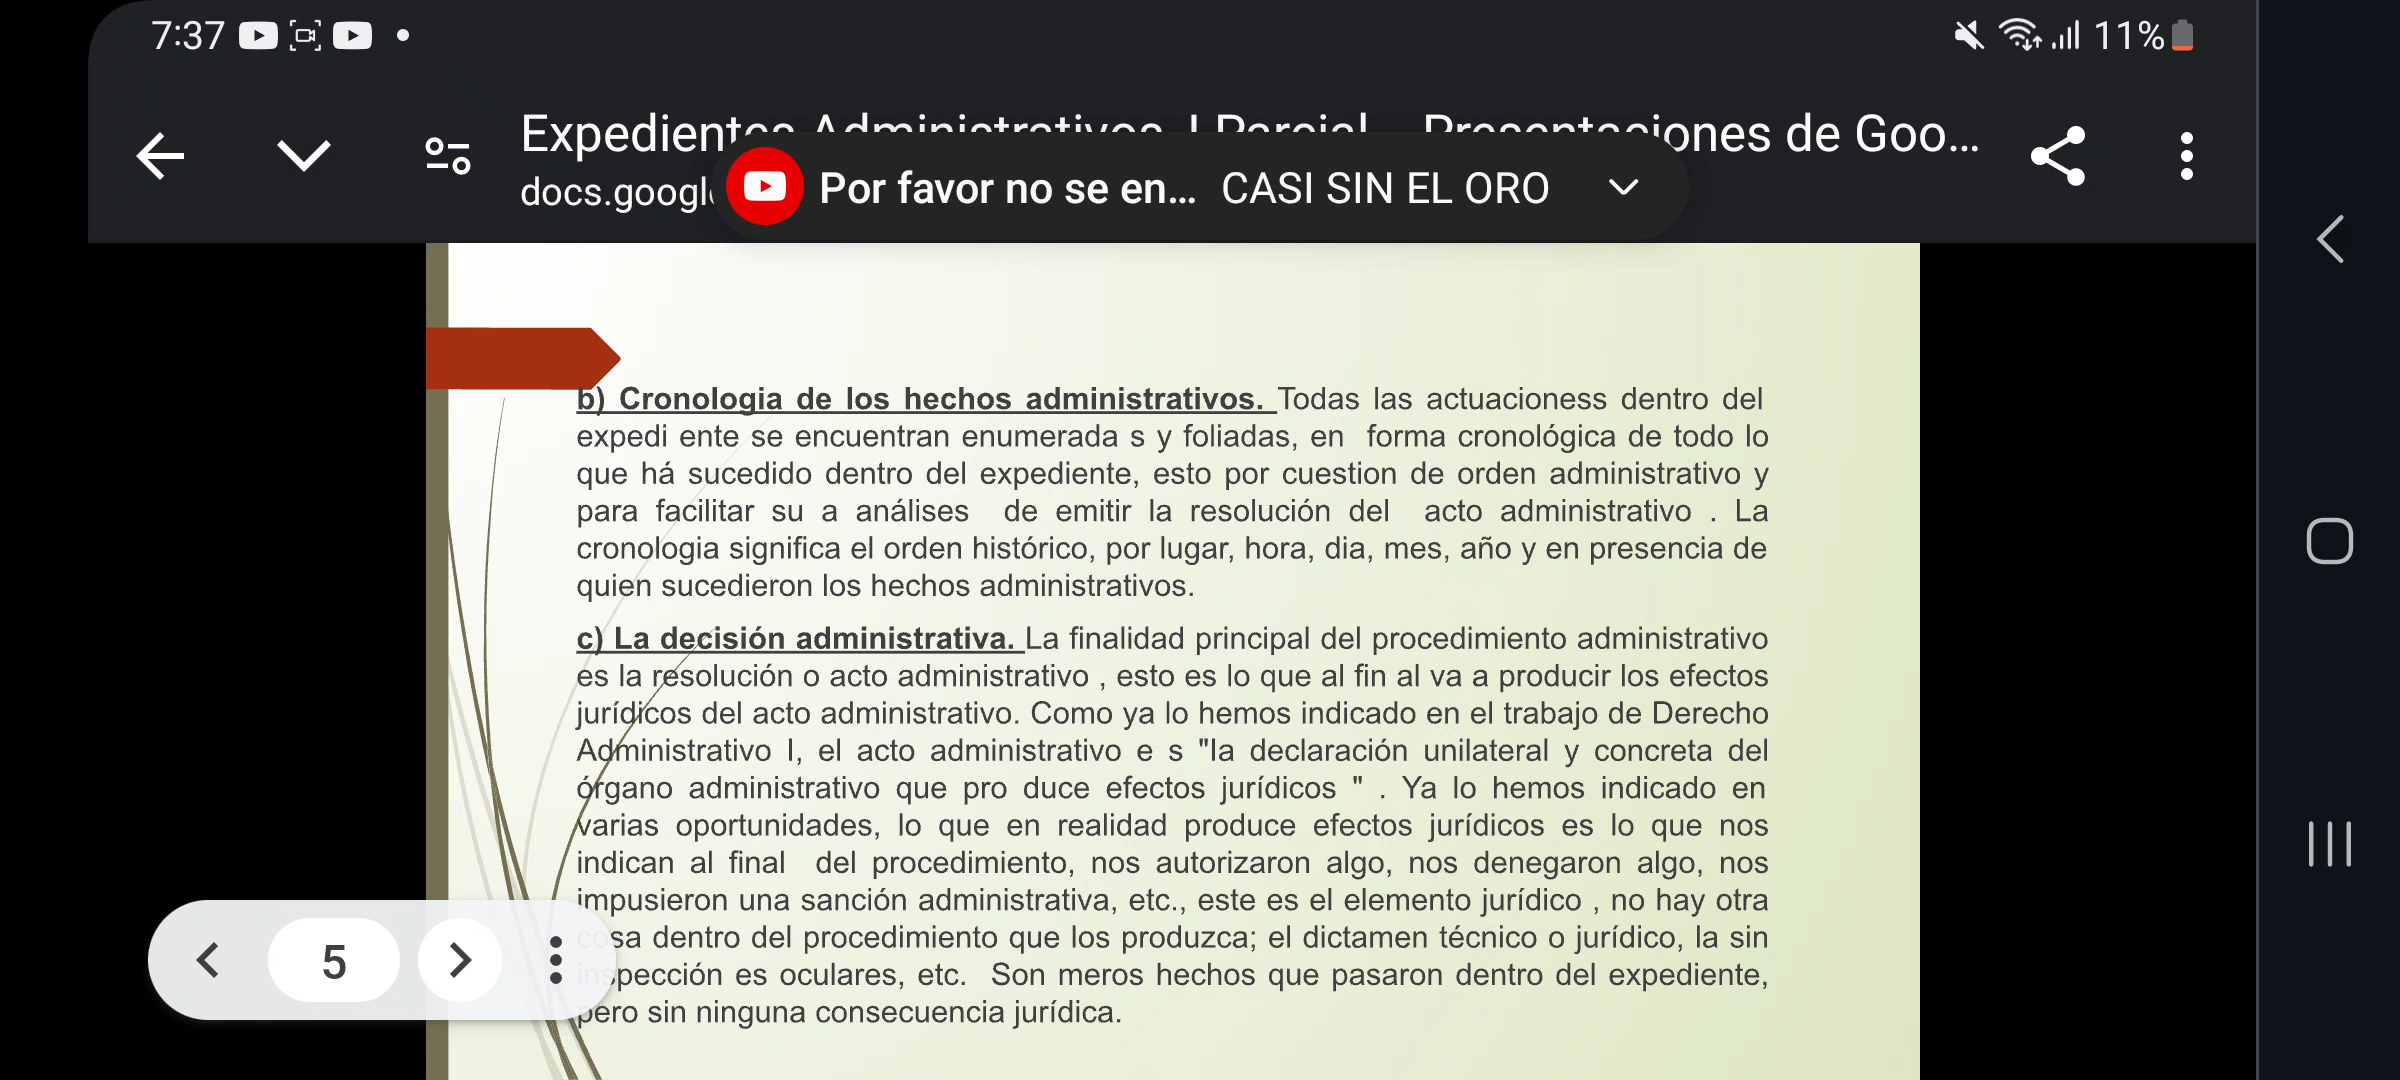 7:37
11%
Expedientes Administrativos I Parcial - Presentaciones de Goo...
docs.googl
Por favor no se en... CASI SIN EL ORO
b) Cronologia de los hechos administrativos. Todas las actuacioness dentro del
expedi ente se encuentran enumerada s y foliadas, en forma cronológica de todo lo
que há sucedido dentro del expediente, esto por cuestion de orden administrativo y
para facilitar su a análises de emitir la resolución del acto administrativo . La
cronologia significa el orden histórico, por lugar, hora, dia, mes, año y en presencia de
quien sucedieron los hechos administrativos.
c) La decisión administrativa. La finalidad principal del procedimiento administrativo
es la resolución o acto administrativo , esto es lo que al fin al va a producir los efectos
jurídicos del acto administrativo. Como ya lo hemos indicado en el trabajo de Derecho
Administrativo I, el acto administrativo e s "la declaración unilateral y concreta del
órgano administrativo que pro duce efectos jurídicos " . Ya lo hemos indicado en
varias oportunidades, lo que en realidad produce efectos jurídicos es lo que nos
indican al final del procedimiento, nos autorizaron algo, nos denegaron algo, nos
impusieron una sanción administrativa, etc., este es el elemento jurídico , no hay otra
cosa dentro del procedimiento que los produzca; el dictamen técnico o jurídico, la sin
inspección es oculares, etc. Son meros hechos que pasaron dentro del expediente,
pero sin ninguna consecuencia jurídica.
5